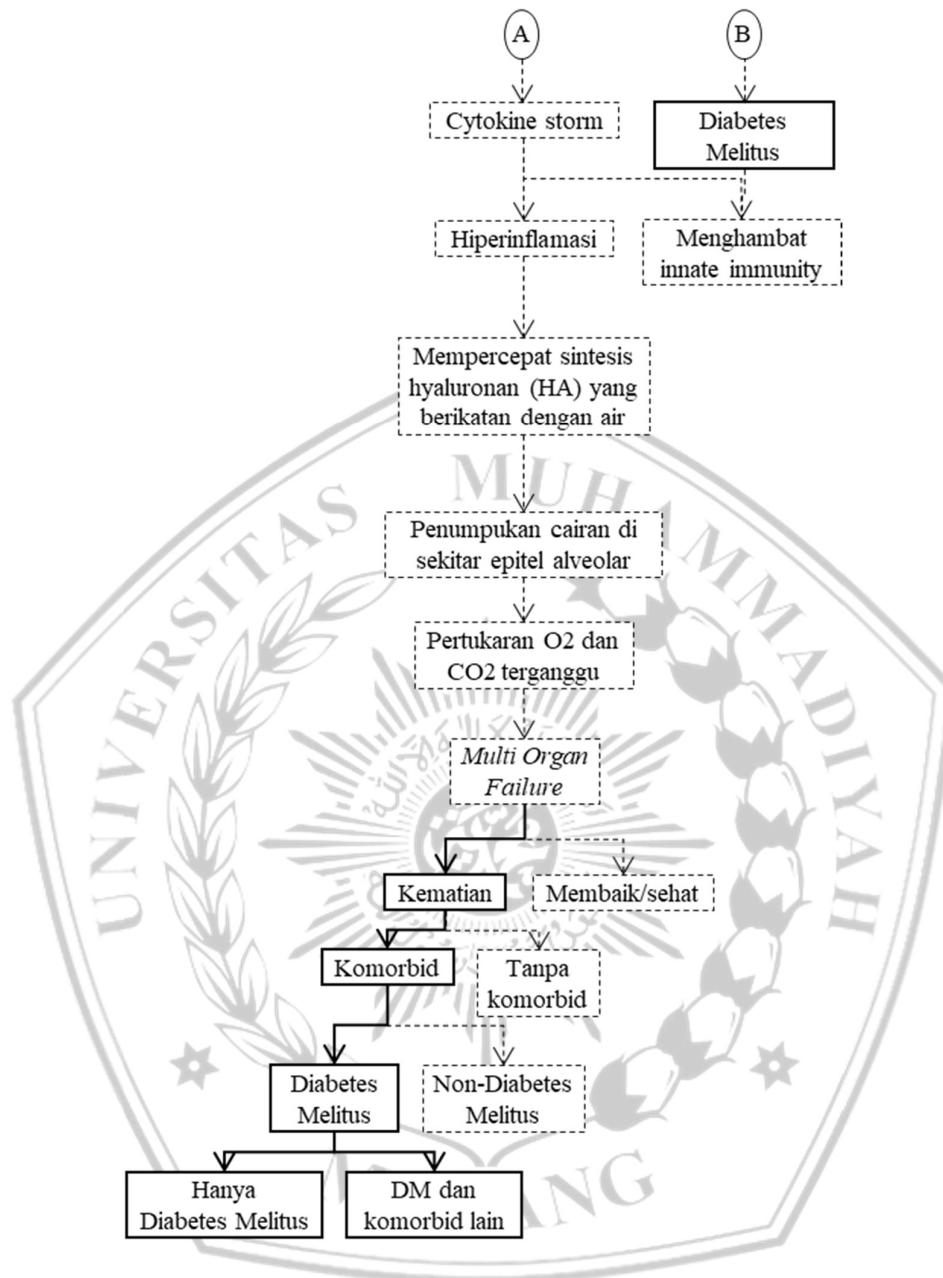 A
B
Cytokine storm
Diabetes
Melitus
Hiperinflamasi
Menghambat
innate immunity
Mempercepat sintesis
hyaluronan (HA) yang
berikatan dengan air
Penumpukan cairan di
sekitar epitel alveolar
Pertukaran O2 dan
CO2 terganggu
Multi Organ
Failure
Kematian
Membaik/sehat
Komorbid
Tanpa
komorbid
Diabetes
Melitus
Non-Diabetes
Melitus
Hanya
Diabetes Melitus
DM dan
komorbid lain
UNIVERSITAS MUHAMMADIYAH